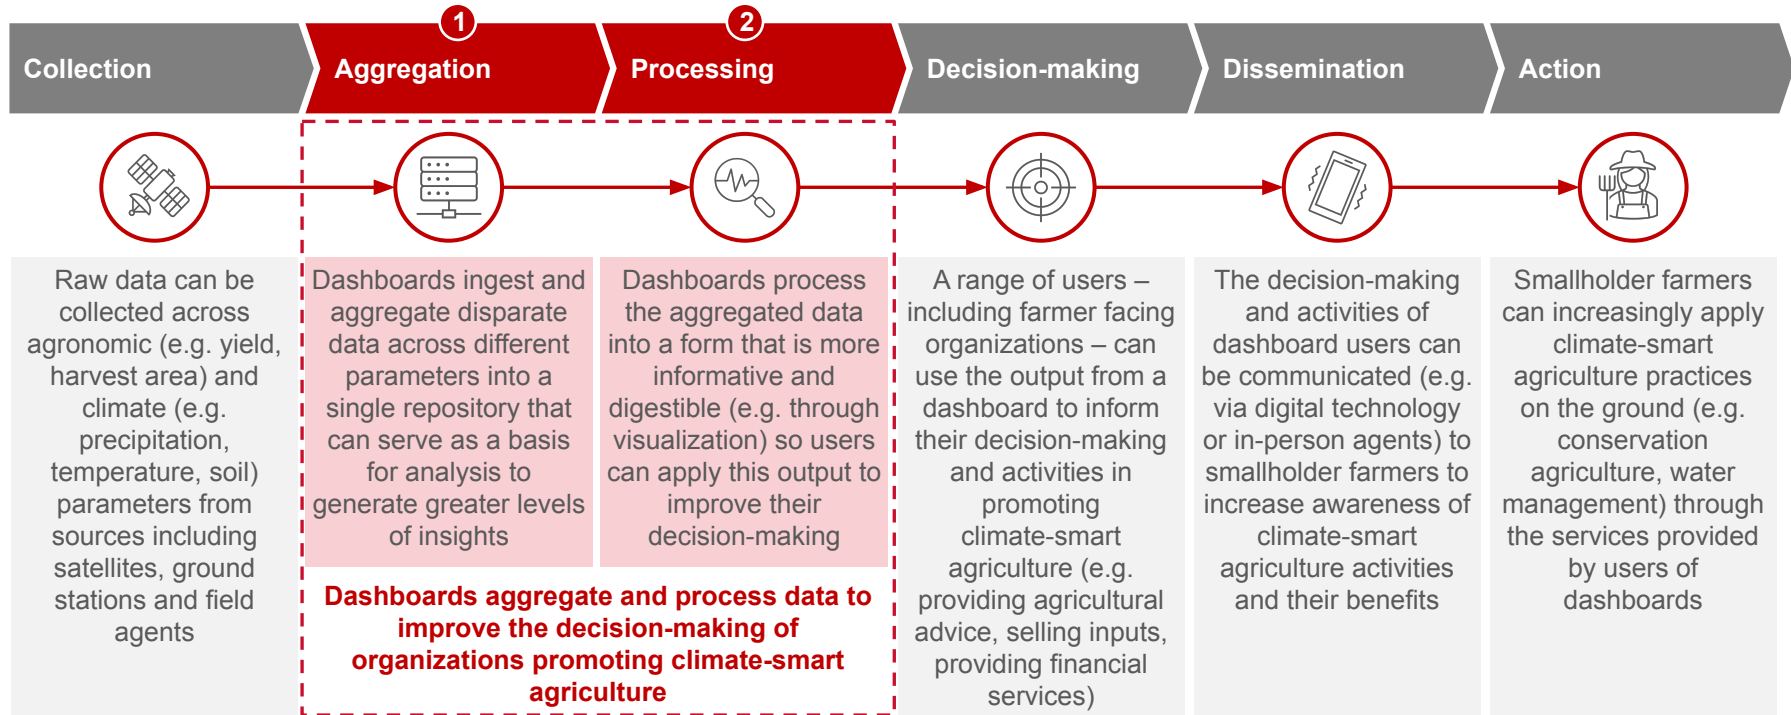 1
2
Collection
Aggregation
Processing
Decision-making
Dissemination
Action
Raw data can be
collected across
agronomic (e.g. yield,
harvest area) and
climate (e.g.
precipitation,
temperature, soil)
parameters from
sources including
satellites, ground
stations and field
agents
Dashboards ingest and
aggregate disparate
data across different
parameters into a
single repository that
can serve as a basis
for analysis to
generate greater levels
of insights
Dashboards process
the aggregated data
into a form that is more
informative and
digestible (e.g. through
visualization) so users
can apply this output to
improve their
decision-making
Dashboards aggregate and process data to
improve the decision-making of
organizations promoting climate-smart
agriculture
A range of users –
including farmer facing
organizations – can
use the output from a
dashboard to inform
their decision-making
and activities in
promoting
climate-smart
agriculture (e.g.
providing agricultural
advice, selling inputs,
providing financial
services)
The decision-making
and activities of
dashboard users can
be communicated (e.g.
via digital technology
or in-person agents) to
smallholder farmers to
increase awareness of
climate-smart
agriculture activities
and their benefits
Smallholder farmers
can increasingly apply
climate-smart
agriculture practices
on the ground (e.g.
conservation
agriculture, water
management) through
the services provided
by users of
dashboards